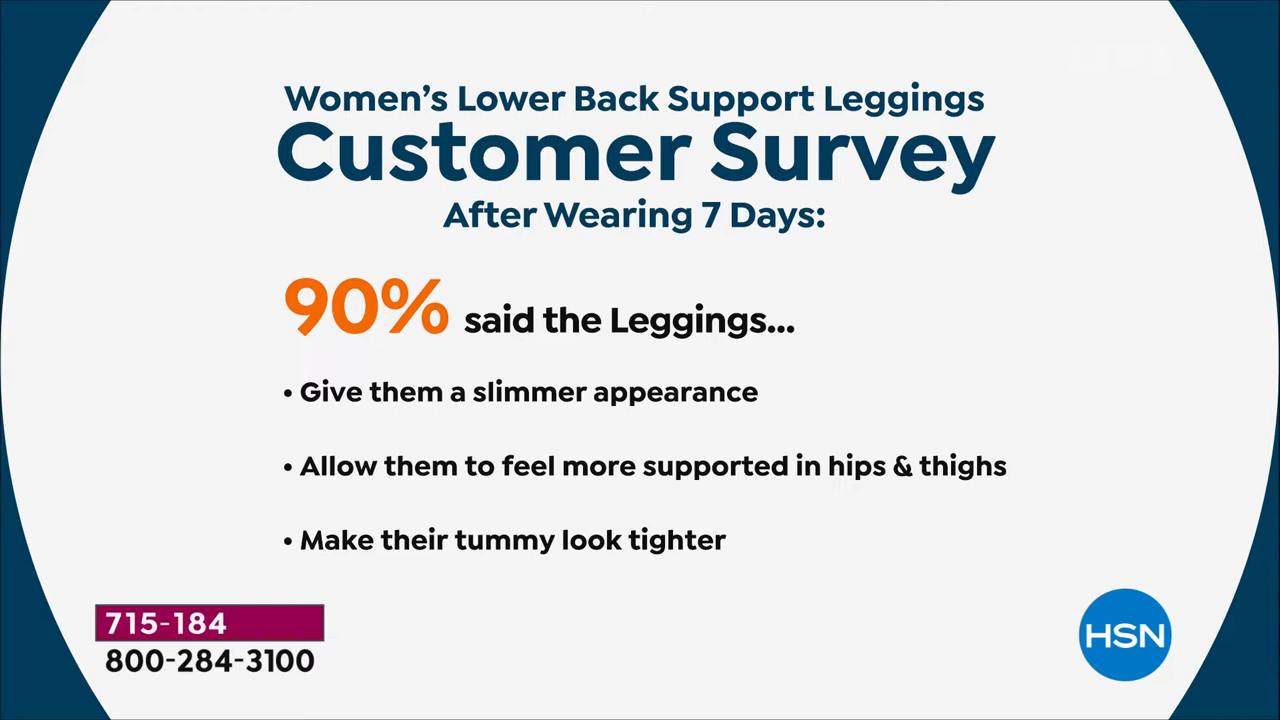 Women's Lower Back Support Leggings
Customer Survey
After Wearing 7 Days:
90% said the Leggings...
• Give them a slimmer appearance
• Allow them to feel more supported in hips & thighs
• Make their tummy look tighter
715-184
800-284-3100
HSN